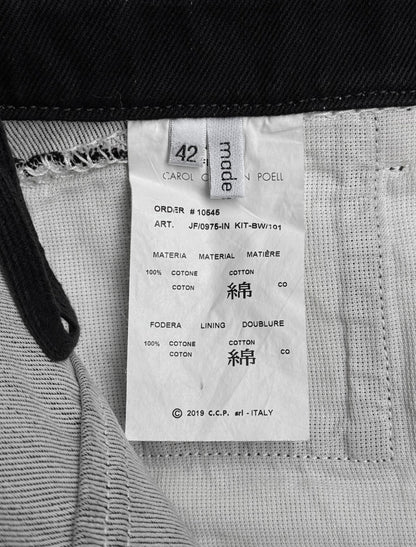 42
made
CAROL C N POELL
ORDER # 10545
ART. JF/0975-IN KIT-BW/101
MATERIA MATERIAL MATIÈRE
100% COTONE COTTON
COTON 綿 CO
FODERA LINING DOUBLURE
100% COTONE COTTON
COTON 綿 CO
© 2019 C.C.P. srl - ITALY